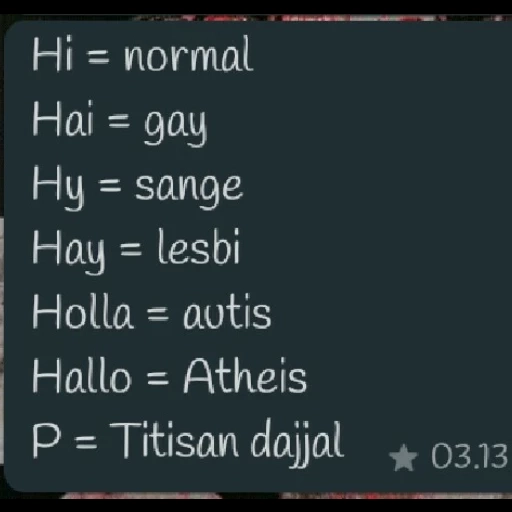 Hi = normal
Hai = gay
Hy = sange
Hay = lesbi
Holla = autis
Hallo = Atheis
P = Titisan dajjal
★ 03.13